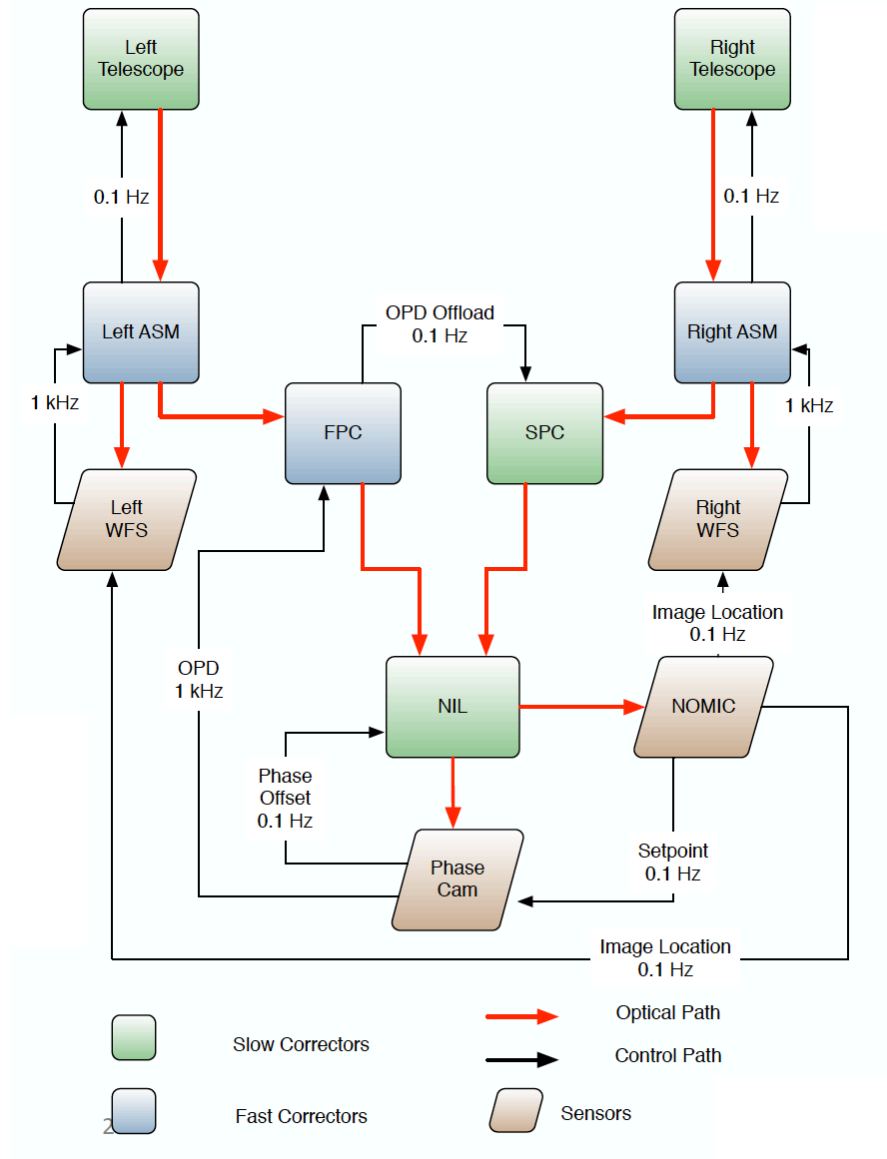 Left
Telescope
Right
Telescope
0.1 Hz
0.1 Hz
Left ASM
OPD Offload
0.1 Hz
Right ASM
1 kHz
FPC
SPC
1 kHz
Left
WFS
Right
WFS
Image Location
0.1 Hz
OPD
1 kHz
NIL
NOMIC
Phase
Offset
0.1 Hz
Phase
Cam
Setpoint
0.1 Hz
Image Location
0.1 Hz
Slow Correctors
Optical Path
Control Path
2
Fast Correctors
Sensors